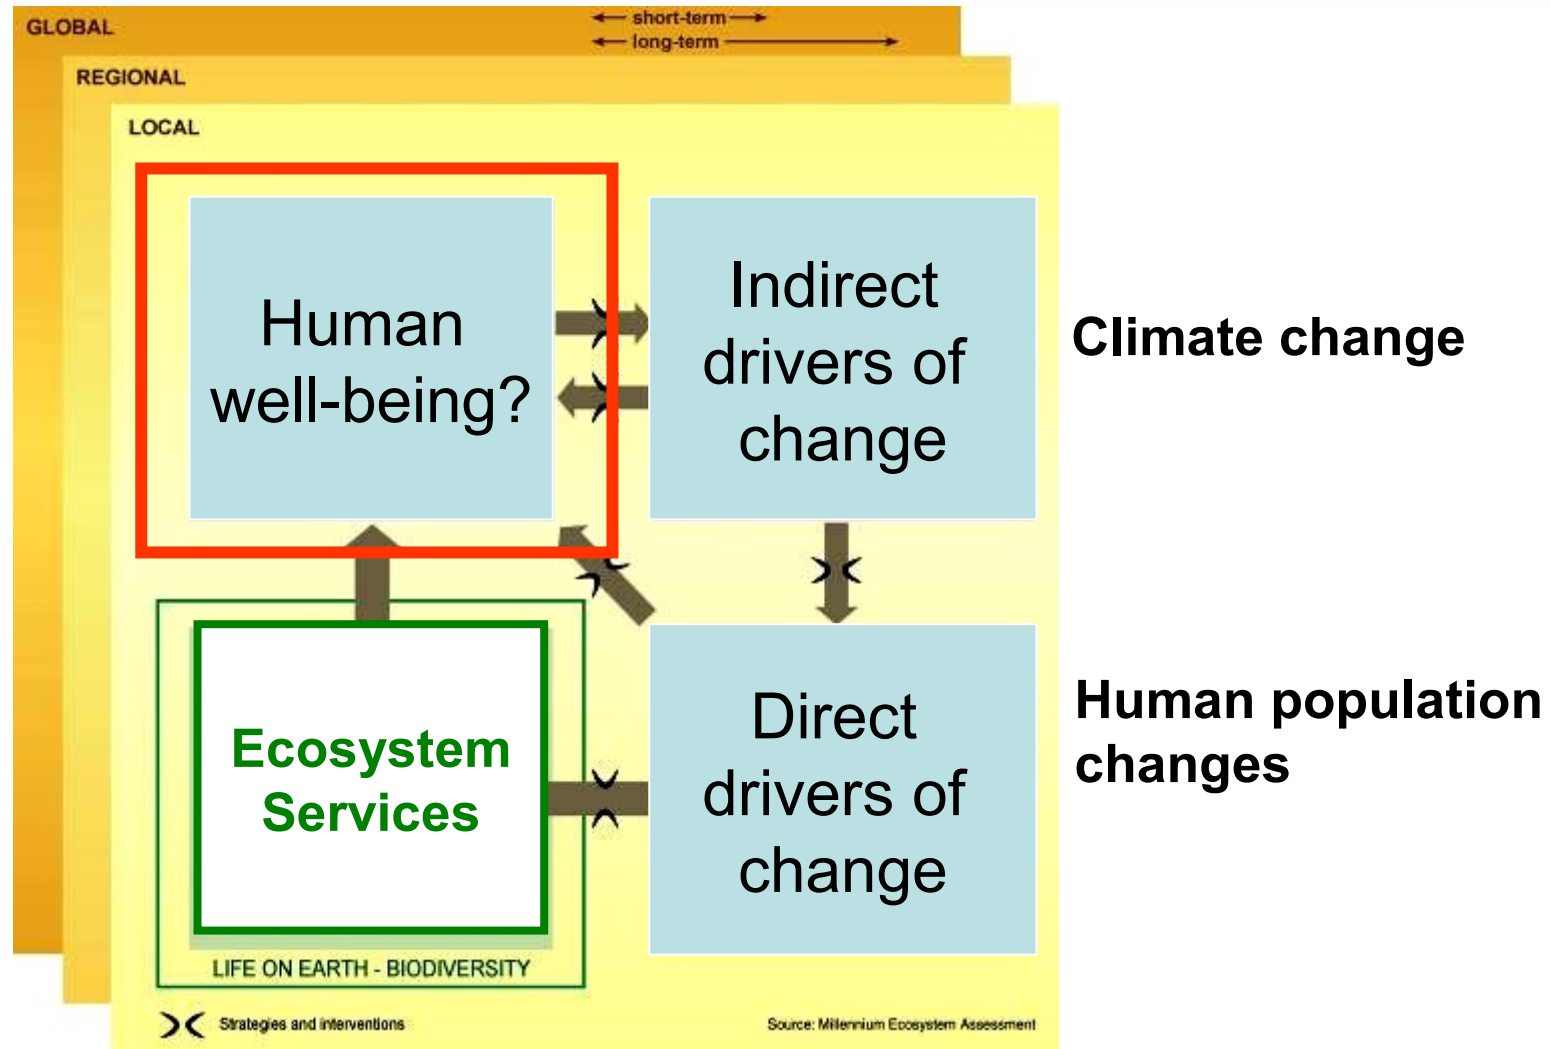 GLOBAL
short-term
long-term
REGIONAL
LOCAL
Human
well-being?
Indirect
drivers of
change
Climate change
Ecosystem
Services
Direct
drivers of
change
Human population
changes
LIFE ON EARTH - BIODIVERSITY
Strategies and interventions
Source: Millennium Ecosystem Assessment